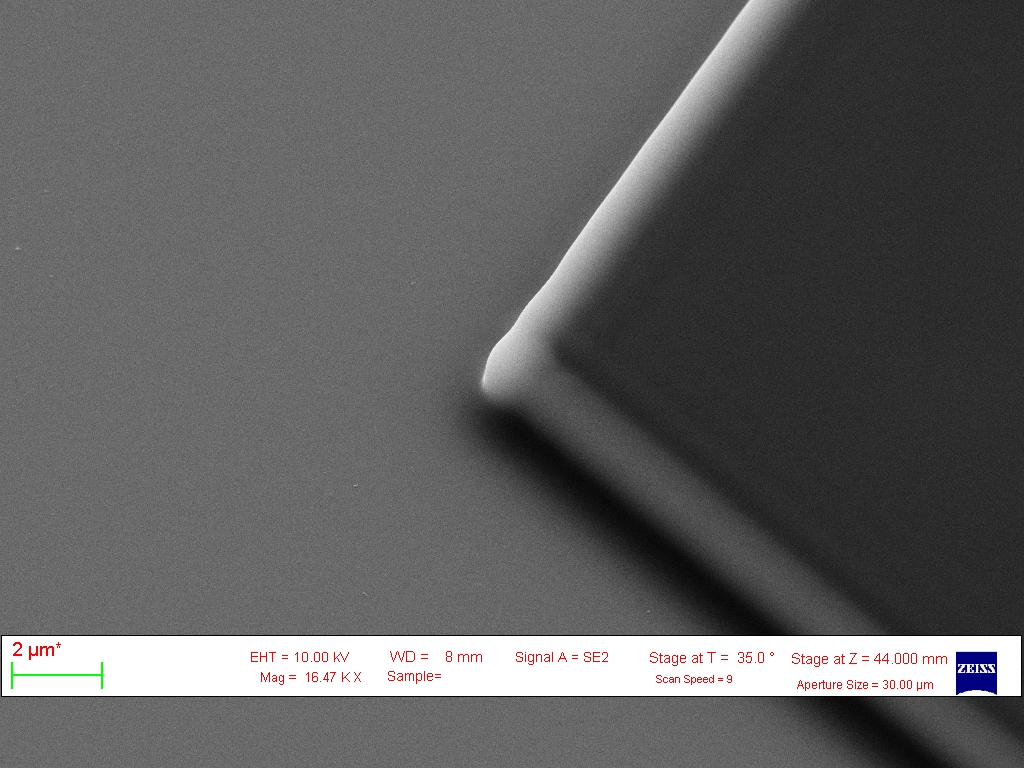 2 µm*
EHT = 10.00 kV
WD = 8 mm
Signal A = SE2
Stage at T = 35.0 °
Stage at Z = 44.000 mm
Mag = 16.47 K X
Sample=
Scan Speed = 9
Aperture Size = 30.00 µm
ZEISS